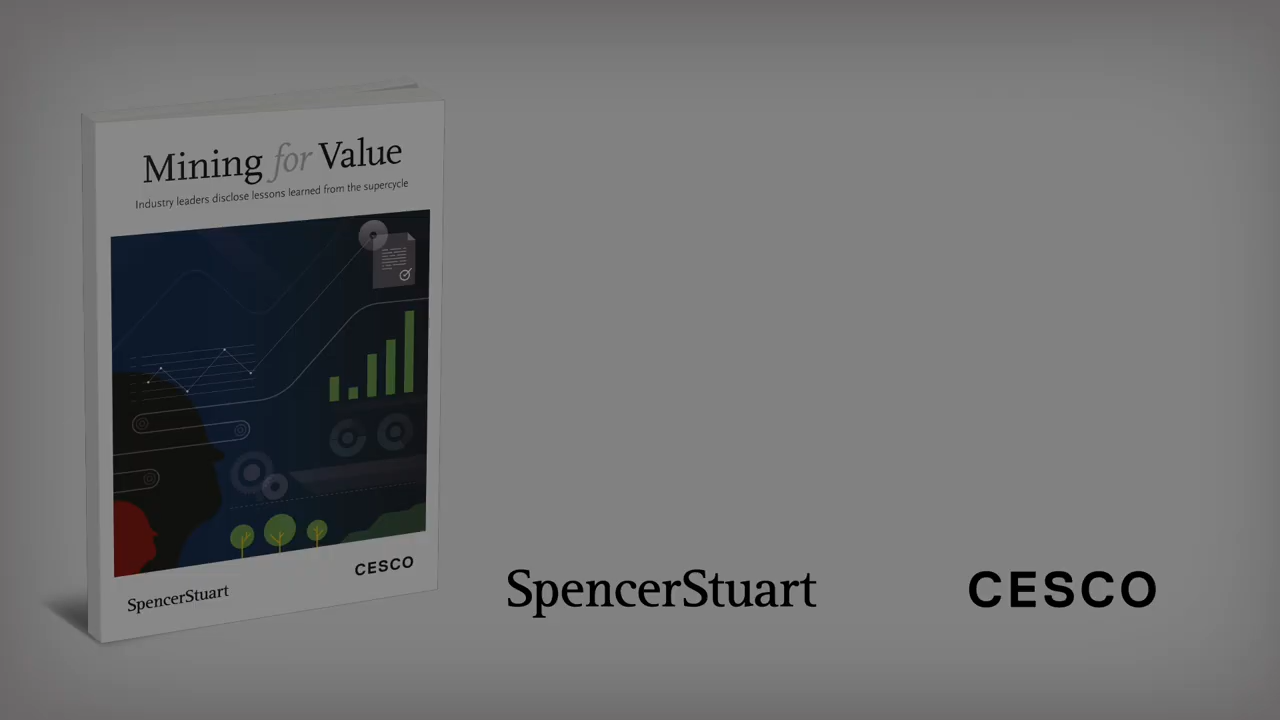 Mining for Value
Industry leaders disclose lessons learned from the supercycle
SpencerStuart
CESCO
SpencerStuart
CESCO